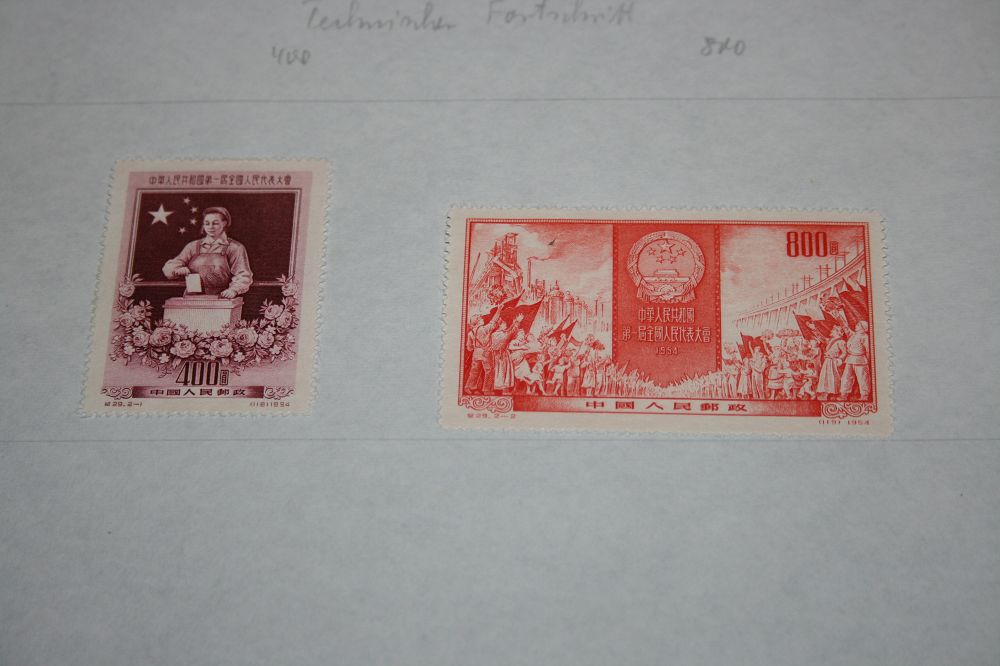 Technischer Fortschritt
400
800
中華人民共和國第一屆全國人民代表大會
400圓
中國人民郵政
紀29.2-1
(118)1954
800圓
中華人民共和國
第一屆全國人民代表大會
1954
中國人民郵政
紀29.2-2
(119) 1954